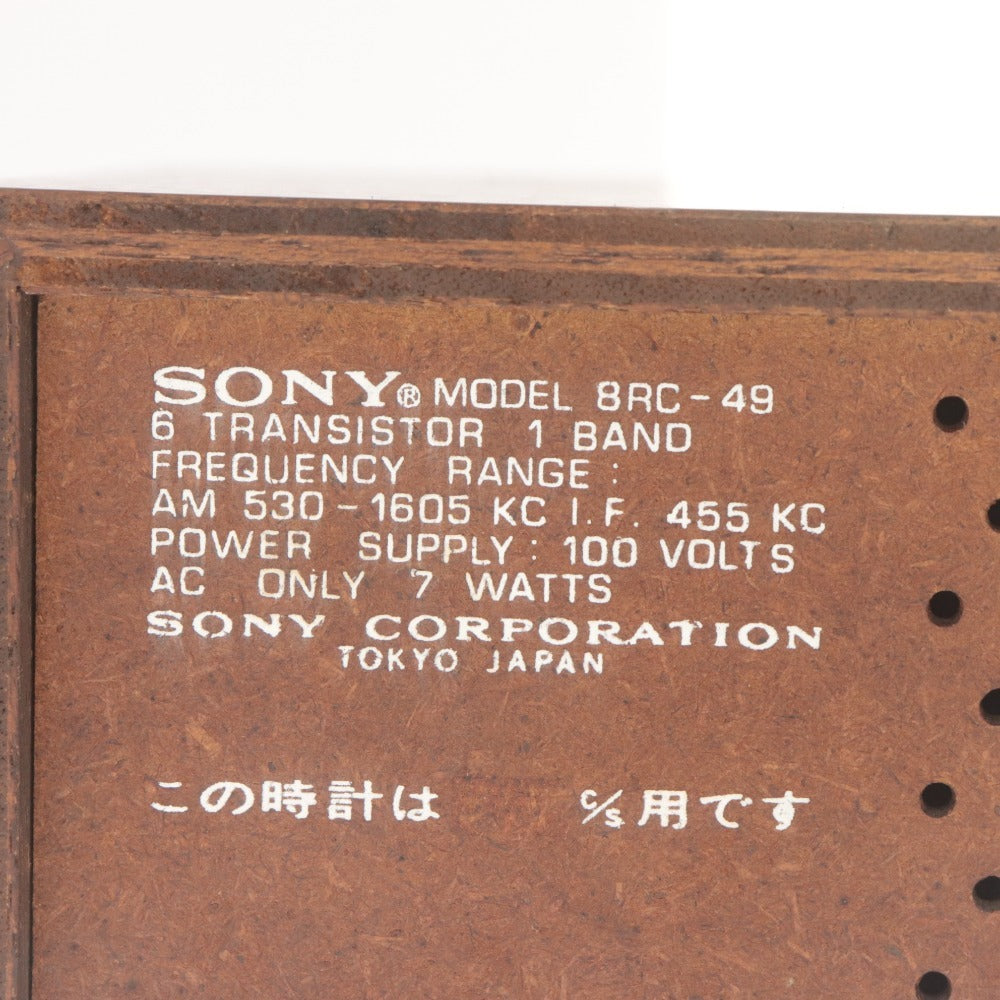 SONY® MODEL 8RC-49
6 TRANSISTOR 1 BAND
FREQUENCY RANGE:
AM 530-1605 KC I.F. 455 KC
POWER SUPPLY: 100 VOLTS
AC ONLY 7 WATTS
SONY CORPORATION
TOKYO JAPAN
この時計は c/s用です